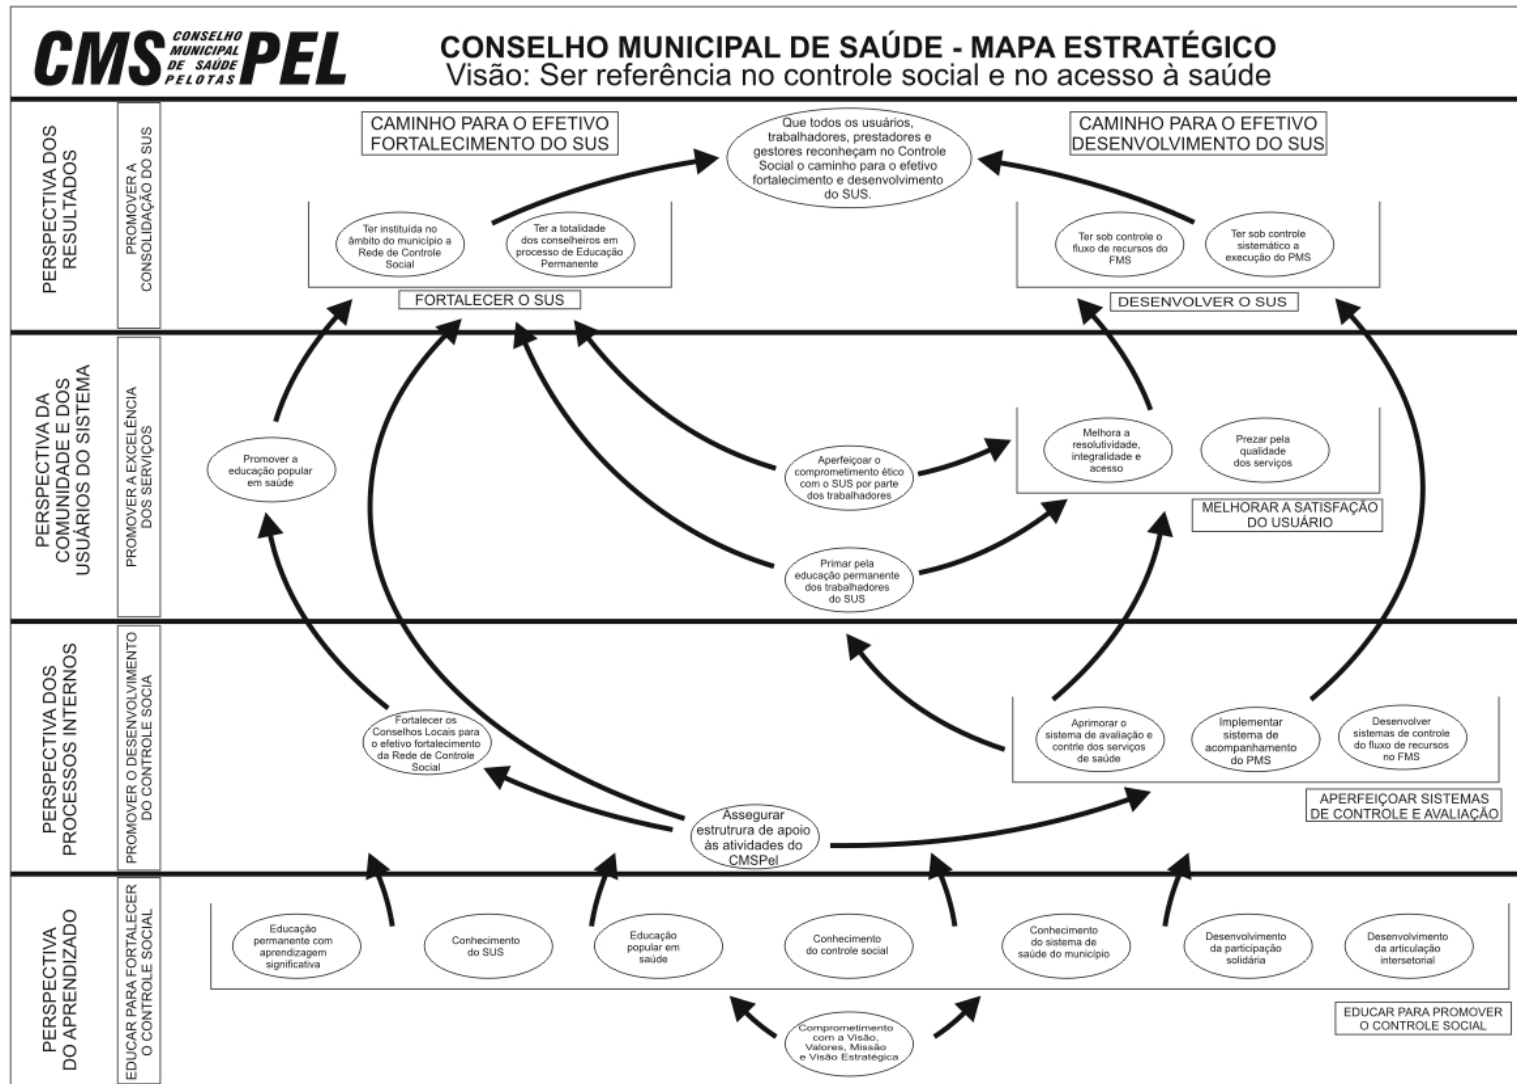 CMS CONSELHO MUNICIPAL DE SAÚDE PELOTAS PEL
CONSELHO MUNICIPAL DE SAÚDE - MAPA ESTRATÉGICO
Visão: Ser referência no controle social e no acesso à saúde
PERSPECTIVA DOS
RESULTADOS
PROMOVER A
CONSOLIDAÇÃO DO SUS
CAMINHO PARA O EFETIVO
FORTALECIMENTO DO SUS
Que todos os usuários,
trabalhadores, prestadores e
gestores reconheçam no Controle
Social o caminho para o efetivo
fortalecimento e desenvolvimento
do SUS.
CAMINHO PARA O EFETIVO
DESENVOLVIMENTO DO SUS
Ter instituída no
âmbito do município a
Rede de Controle
Social
Ter a totalidade
dos conselheiros em
processo de Educação
Permanente
Ter sob controle o
fluxo de recursos do
FMS
Ter sob controle
sistemático a
execução do PMS
FORTALECER O SUS
DESENVOLVER O SUS
PERSPECTIVA DA
COMUNIDADE E DOS
USUÁRIOS DO SISTEMA
PROMOVER A EXCELÊNCIA
DOS SERVIÇOS
Promover a
educação popular
em saúde
Aperfeiçoar o
comprometimento ético
com o SUS por parte
dos trabalhadores
Melhora a
resolutividade,
integralidade e
acesso
Prezar pela
qualidade
dos serviços
MELHORAR A SATISFAÇÃO
DO USUÁRIO
Primar pela
educação permanente
dos trabalhadores
do SUS
PERSPECTIVA DOS
PROCESSOS INTERNOS
PROMOVER O DESENVOLVIMENTO
DO CONTROLE SOCIA
Fortalecer os
Conselhos Locais para
o efetivo fortalecimento
da Rede de Controle
Social
Aprimorar o
sistema de avaliação e
contrle dos serviços
de saúde
Implementar
sistema de
acompanhamento
do PMS
Desenvolver
sistemas de controle
do fluxo de recursos
no FMS
APERFEIÇOAR SISTEMAS
DE CONTROLE E AVALIAÇÃO
Assegurar
estrutrura de apoio
às atividades do
CMSPel
PERSPECTIVA
DO APRENDIZADO
EDUCAR PARA FORTALECER
O CONTROLE SOCIAL
Educação
permanente com
aprendizagem
significativa
Conhecimento
do SUS
Educação
popular em
saúde
Conhecimento
do controle social
Conhecimento
do sistema de
saúde do município
Desenvolvimento
da participação
solidária
Desenvolvimento
da articulação
intersetorial
EDUCAR PARA PROMOVER
O CONTROLE SOCIAL
Comprometimento
com a Visão,
Valores, Missão
e Visão Estratégica